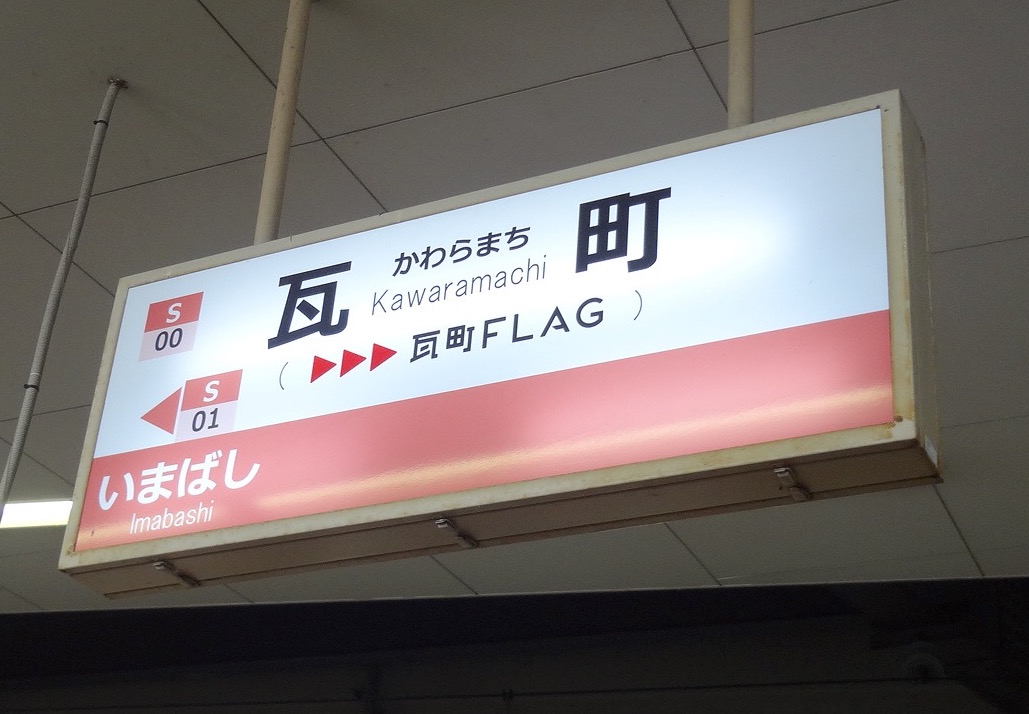 S
00
瓦 町
かわらまち
Kawaramachi
( ▶▶▶ 瓦町FLAG )
◀ S
01
いまばし
Imabashi